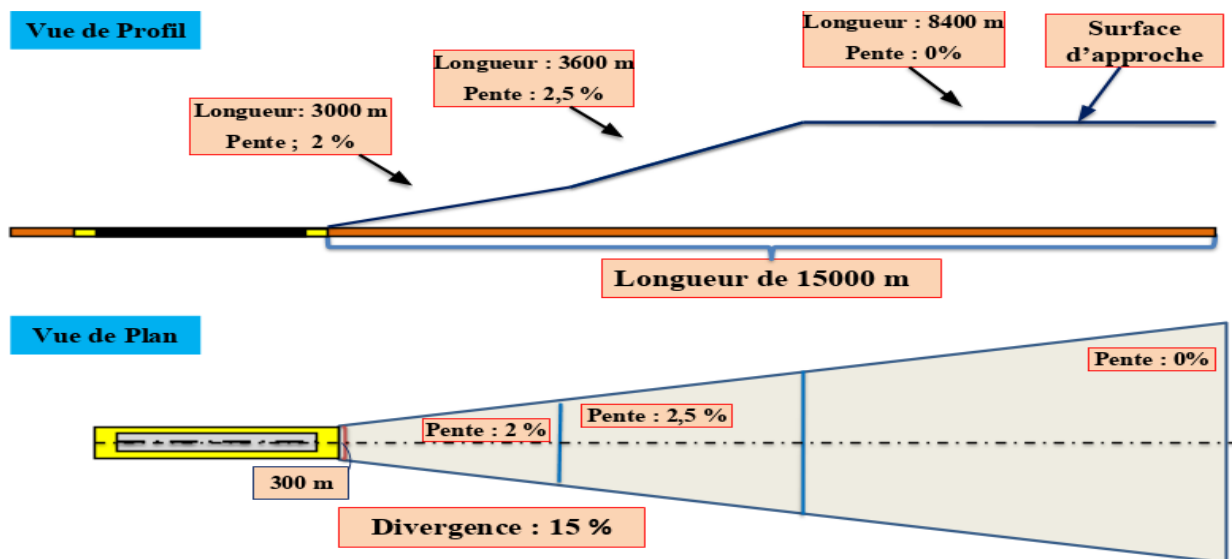 Vue de Profil
Longueur : 8400 m
Pente : 0%
Surface
d’approche
Longueur : 3600 m
Pente : 2,5 %
Longueur: 3000 m
Pente ; 2 %
Longueur de 15000 m
Vue de Plan
Pente : 0%
Pente : 2,5 %
Pente : 2 %
300 m
Divergence : 15 %